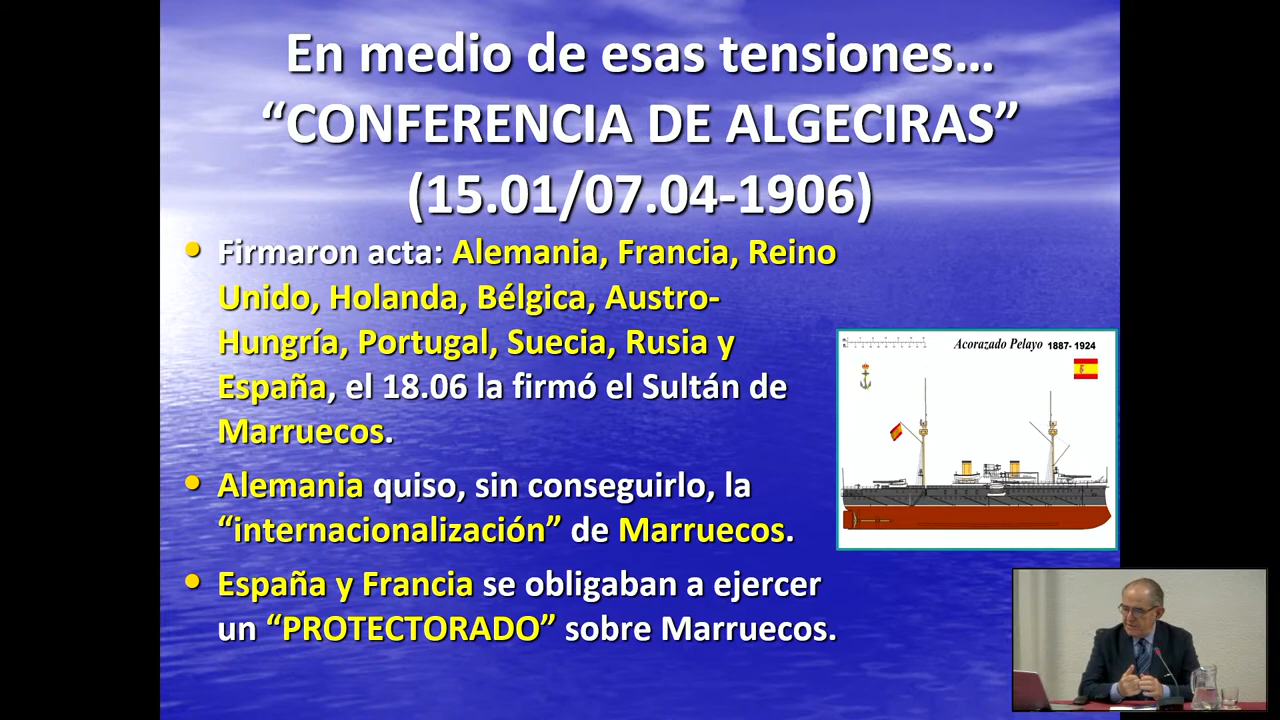 En medio de esas tensiones…
“CONFERENCIA DE ALGECIRAS”
(15.01/07.04-1906)
• Firmaron acta: Alemania, Francia, Reino
Unido, Holanda, Bélgica, Austro-
Hungría, Portugal, Suecia, Rusia y
España, el 18.06 la firmó el Sultán de
Marruecos.
• Alemania quiso, sin conseguirlo, la
“internacionalización” de Marruecos.
• España y Francia se obligaban a ejercer
un “PROTECTORADO” sobre Marruecos.
Acorazado Pelayo 1887- 1924